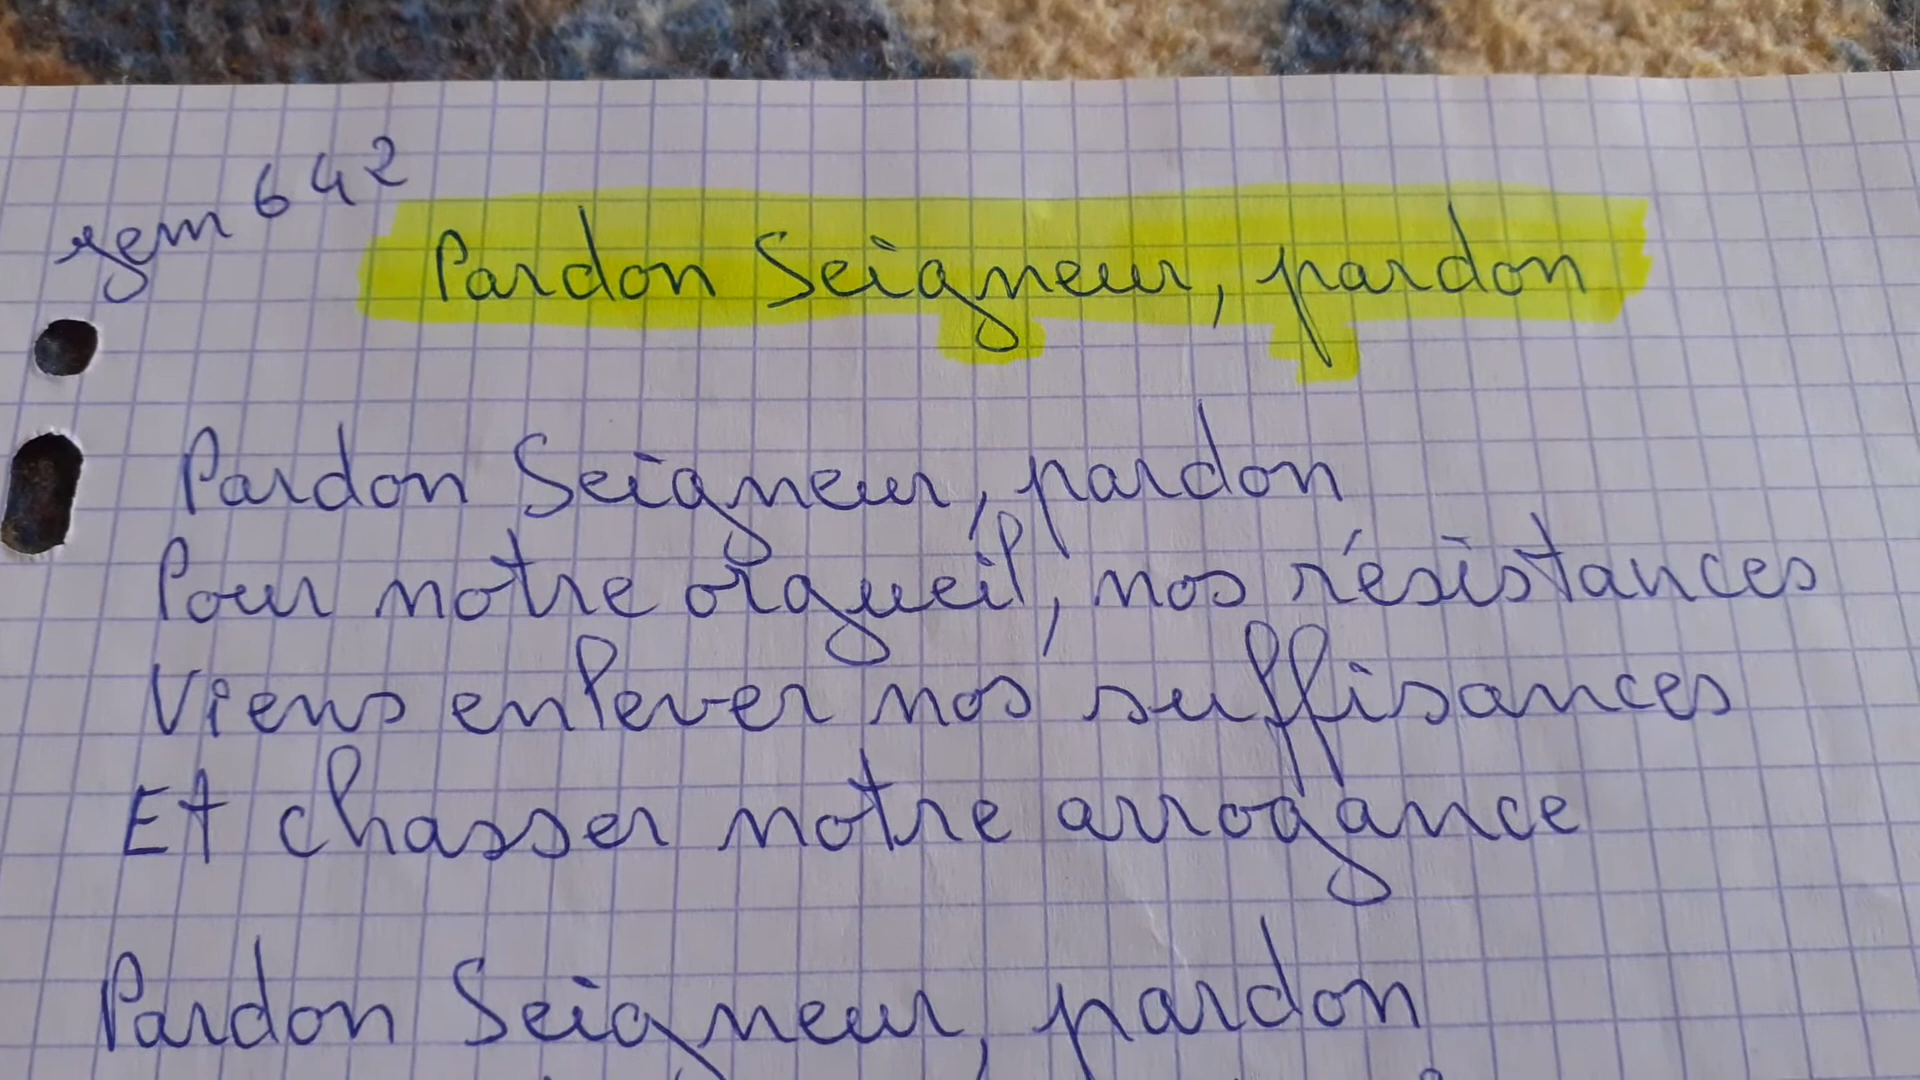 Jem 642
Pardon Seigneur, pardon
Pardon Seigneur, pardon
Pour notre orgueil, nos résistances
Viens enlever nos suffisances
Et chasser notre arrogance
Pardon Seigneur, pardon